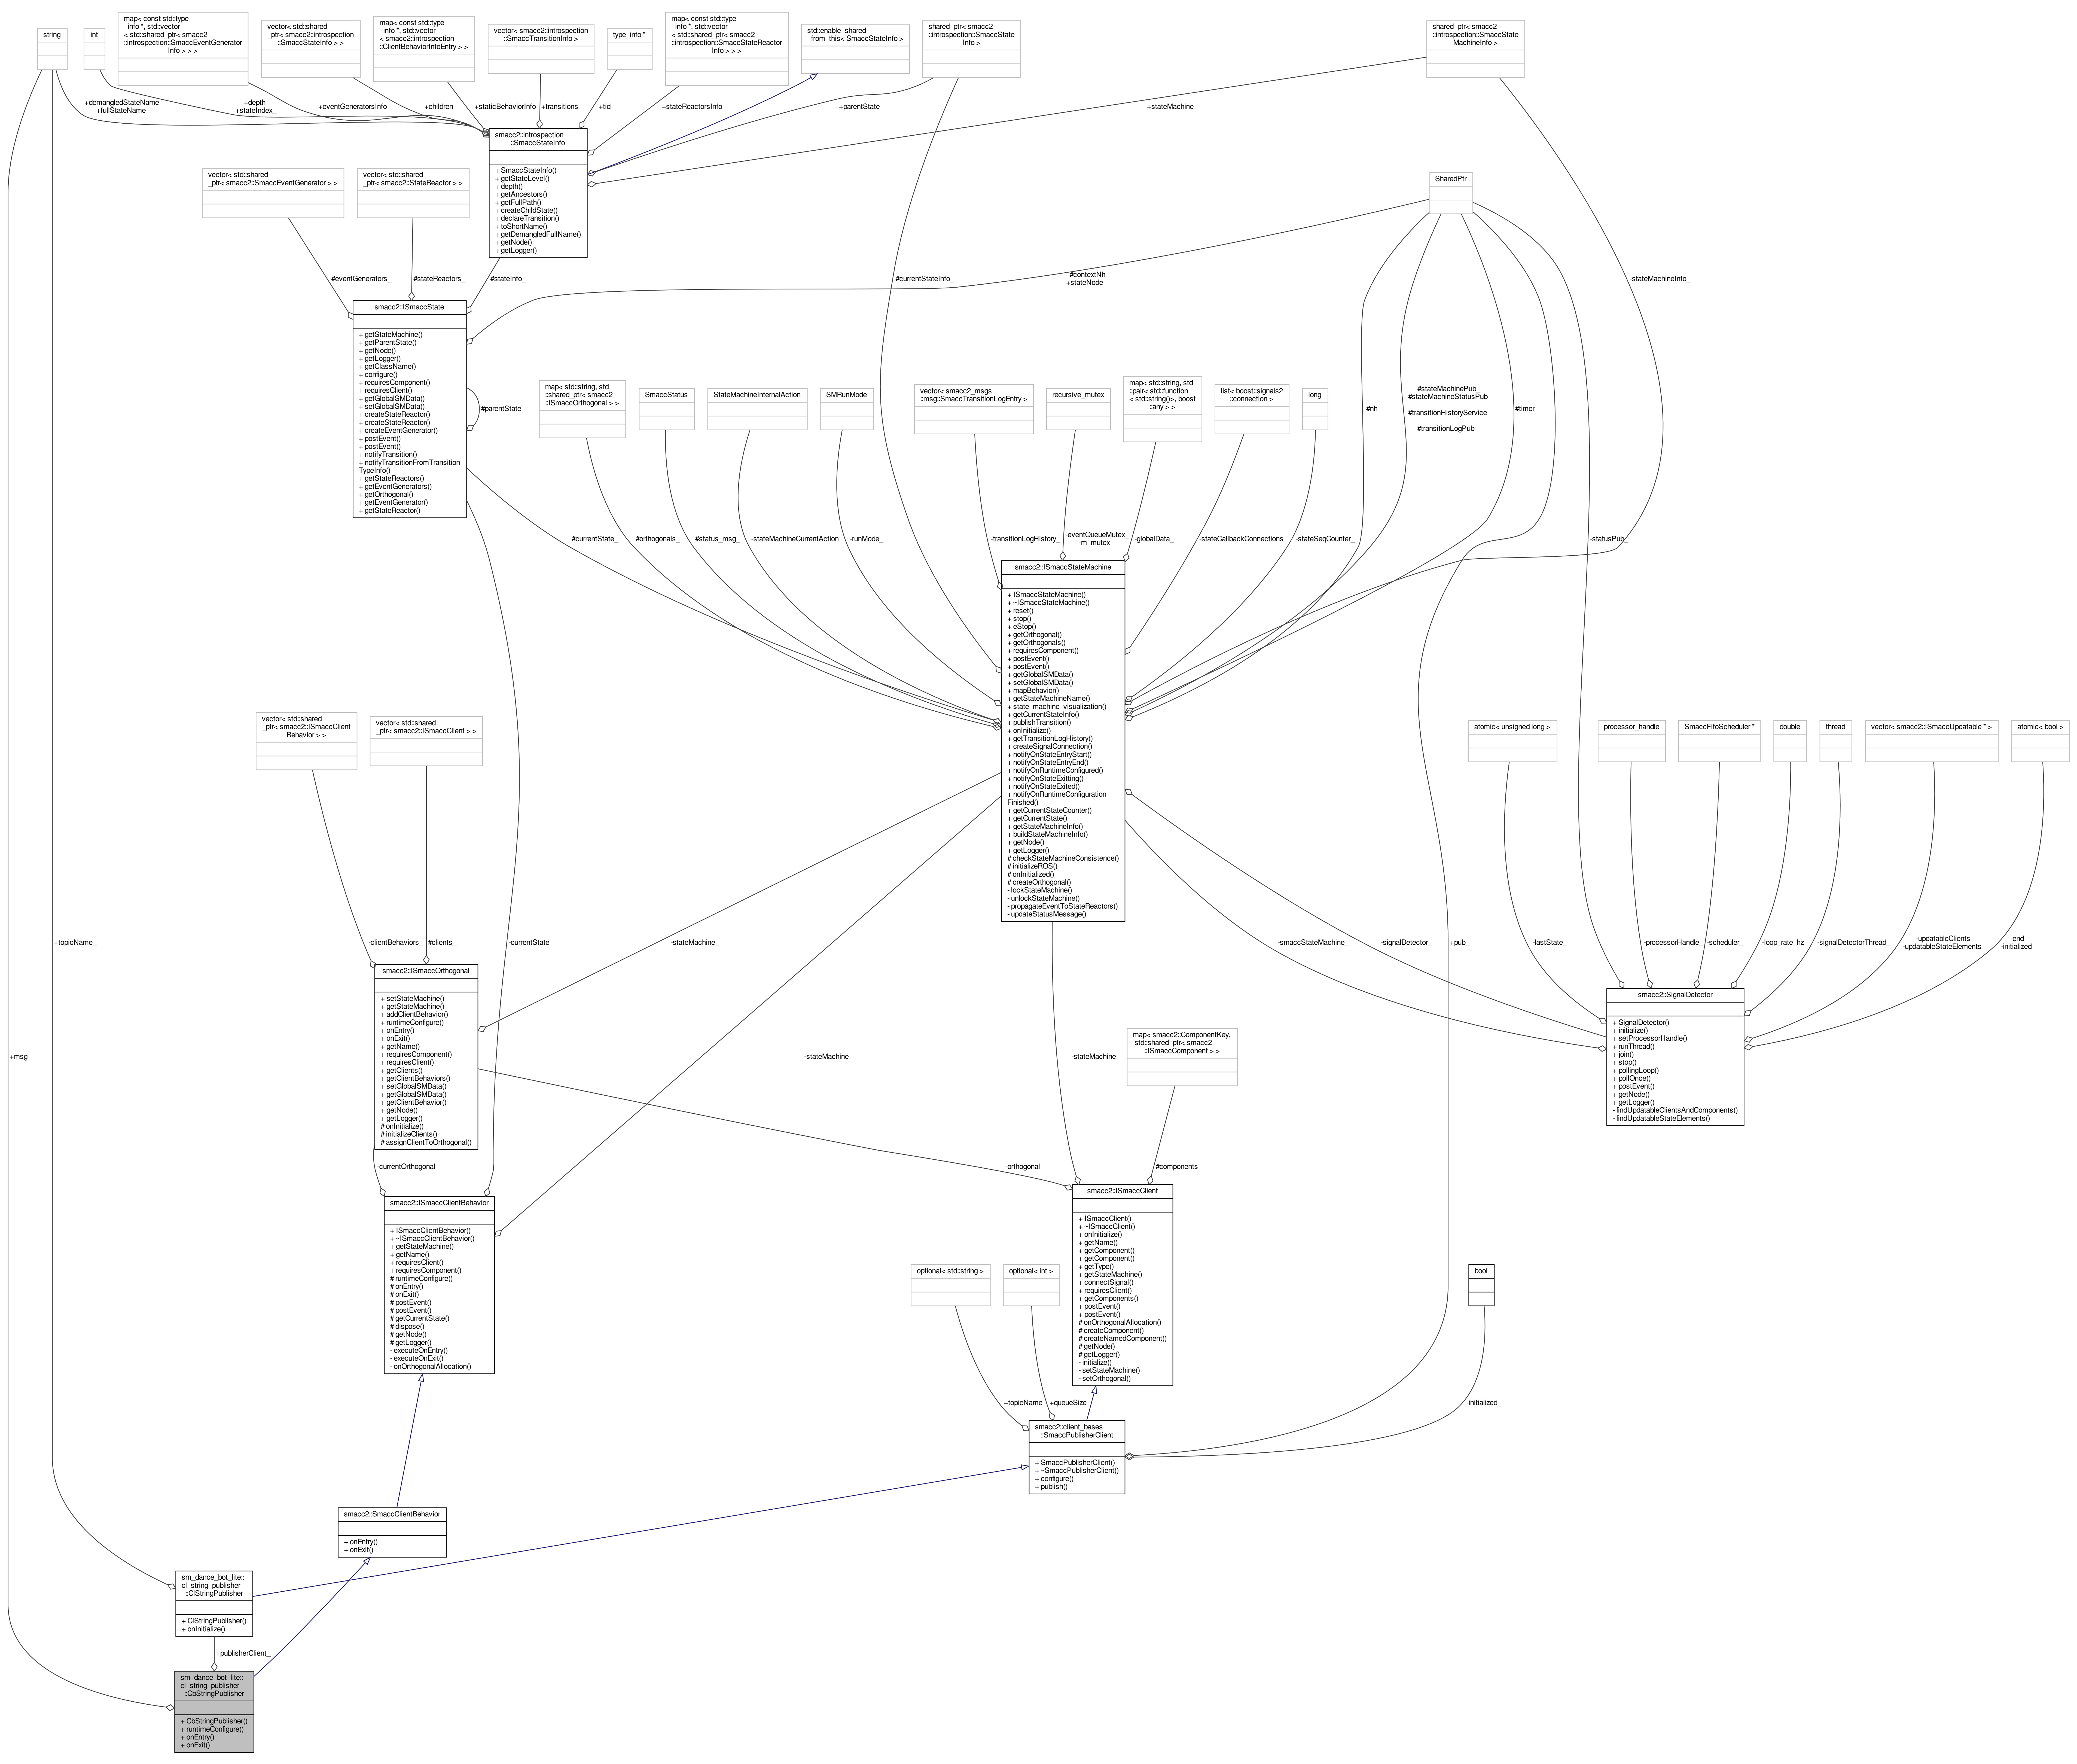 string
int
map< const std::type
_info *, std::vector
< std::shared_ptr< smacc2
::introspection::SmaccEventGenerator
Info > > >
vector< std::shared
_ptr< smacc2::introspection
::SmaccStateInfo > >
map< const std::type
_info *, std::vector
< smacc2::introspection
::ClientBehaviorInfoEntry > >
vector< smacc2::introspection
::SmaccTransitionInfo >
type_info *
map< const std::type
_info *, std::vector
< std::shared_ptr< smacc2
::introspection::SmaccStateReactor
Info > > >
std::enable_shared
_from_this< SmaccStateInfo >
shared_ptr< smacc2
::introspection::SmaccState
Info >
shared_ptr< smacc2
::introspection::SmaccState
MachineInfo >
+demangledStateName
+fullStateName
+depth_
+stateIndex_
+eventGeneratorsInfo
+children_
+staticBehaviorInfo
+transitions_
+tid_
+stateReactorsInfo
+parentState_
+stateMachine_
smacc2::introspection
::SmaccStateInfo
+ SmaccStateInfo()
+ getStateLevel()
+ depth()
+ getAncestors()
+ getFullPath()
+ createChildState()
+ declareTransition()
+ toShortName()
+ getDemangledFullName()
+ getNode()
+ getLogger()
vector< std::shared
_ptr< smacc2::SmaccEventGenerator > >
vector< std::shared
_ptr< smacc2::StateReactor > >
SharedPtr
#eventGenerators_
#stateReactors_
#stateInfo_
#currentStateInfo_
#contextNh
+stateNode_
-stateMachineInfo_
smacc2::ISmaccState
+ getStateMachine()
+ getParentState()
+ getNode()
+ getLogger()
+ getClassName()
+ configure()
+ requiresComponent()
+ requiresClient()
+ getGlobalSMData()
+ setGlobalSMData()
+ createStateReactor()
+ createStateReactor()
+ createEventGenerator()
+ postEvent()
+ postEvent()
+ notifyTransition()
+ notifyTransitionFromTransition
TypeInfo()
+ getStateReactors()
+ getEventGenerators()
+ getOrthogonal()
+ getEventGenerator()
+ getStateReactor()
#parentState_
map< std::string, std
::shared_ptr< smacc2
::ISmaccOrthogonal > >
SmaccStatus
StateMachineInternalAction
SMRunMode
vector< smacc2_msgs
::msg::SmaccTransitionLogEntry >
recursive_mutex
map< std::string, std
::pair< std::function
< std::string()>, boost
::any > >
list< boost::signals2
::connection >
long
#nh_
#stateMachinePub_
#stateMachineStatusPub
_
#transitionHistoryService
_
#transitionLogPub_
#timer_
#currentState_
#orthogonals_
#status_msg_
-stateMachineCurrentAction
-runMode_
-transitionLogHistory_
-eventQueueMutex_
-m_mutex_
-globalData_
-stateCallbackConnections
-stateSeqCounter_
-statusPub_
smacc2::ISmaccStateMachine
+ ISmaccStateMachine()
+ ~ISmaccStateMachine()
+ reset()
+ stop()
+ eStop()
+ getOrthogonal()
+ getOrthogonals()
+ requiresComponent()
+ postEvent()
+ postEvent()
+ getGlobalSMData()
+ setGlobalSMData()
+ mapBehavior()
+ getStateMachineName()
+ state_machine_visualization()
+ getCurrentStateInfo()
+ publishTransition()
+ onInitialize()
+ getTransitionLogHistory()
+ createSignalConnection()
+ notifyOnStateEntryStart()
+ notifyOnStateEntryEnd()
+ notifyOnRuntimeConfigured()
+ notifyOnStateExitting()
+ notifyOnStateExited()
+ notifyOnRuntimeConfiguration
Finished()
+ getCurrentStateCounter()
+ getCurrentState()
+ getStateMachineInfo()
+ buildStateMachineInfo()
+ getNode()
+ getLogger()
# checkStateMachineConsistence()
# initializeROS()
# onInitialized()
# createOrthogonal()
- lockStateMachine()
- unlockStateMachine()
- propagateEventToStateReactors()
- updateStatusMessage()
vector< std::shared
_ptr< smacc2::ISmaccClient
Behavior > >
vector< std::shared
_ptr< smacc2::ISmaccClient > >
atomic< unsigned long >
processor_handle
SmaccFifoScheduler *
double
thread
vector< smacc2::ISmaccUpdatable * >
atomic< bool >
+topicName_
-clientBehaviors_
#clients_
-currentState
-stateMachine_
-smaccStateMachine_
-signalDetector_
+pub_
-lastState_
-processorHandle_
-scheduler_
-loop_rate_hz
-signalDetectorThread_
-updatableClients_
-updatableStateElements_
-end_
-initialized_
smacc2::ISmaccOrthogonal
+ setStateMachine()
+ getStateMachine()
+ addClientBehavior()
+ runtimeConfigure()
+ onEntry()
+ onExit()
+ getName()
+ requiresComponent()
+ requiresClient()
+ getClients()
+ getClientBehaviors()
+ setGlobalSMData()
+ getGlobalSMData()
+ getClientBehavior()
+ getNode()
+ getLogger()
# onInitialize()
# initializeClients()
# assignClientToOrthogonal()
smacc2::SignalDetector
+ SignalDetector()
+ initialize()
+ setProcessorHandle()
+ runThread()
+ join()
+ stop()
+ pollingLoop()
+ pollOnce()
+ postEvent()
+ getNode()
+ getLogger()
- findUpdatableClientsAndComponents()
- findUpdatableStateElements()
+msg_
-stateMachine_
-stateMachine_
map< smacc2::ComponentKey,
std::shared_ptr< smacc2
::ISmaccComponent > >
-currentOrthogonal
-orthogonal_
#components_
smacc2::ISmaccClientBehavior
+ ISmaccClientBehavior()
+ ~ISmaccClientBehavior()
+ getStateMachine()
+ getName()
+ requiresClient()
+ requiresComponent()
# runtimeConfigure()
# onEntry()
# onExit()
# postEvent()
# postEvent()
# getCurrentState()
# dispose()
# getNode()
# getLogger()
- executeOnEntry()
- executeOnExit()
- onOrthogonalAllocation()
smacc2::ISmaccClient
+ ISmaccClient()
+ ~ISmaccClient()
+ onInitialize()
+ getName()
+ getComponent()
+ getComponent()
+ getType()
+ getStateMachine()
+ connectSignal()
+ requiresClient()
+ getComponents()
+ postEvent()
+ postEvent()
# onOrthogonalAllocation()
# createComponent()
# createNamedComponent()
# getNode()
# getLogger()
- initialize()
- setStateMachine()
- setOrthogonal()
optional< std::string >
optional< int >
bool
+topicName
+queueSize
-initialized_
smacc2::client_bases
::SmaccPublisherClient
+ SmaccPublisherClient()
+ ~SmaccPublisherClient()
+ configure()
+ publish()
smacc2::SmaccClientBehavior
+ onEntry()
+ onExit()
sm_dance_bot_lite::
cl_string_publisher
::ClStringPublisher
+ ClStringPublisher()
+ onInitialize()
+publisherClient_
sm_dance_bot_lite::
cl_string_publisher
::CbStringPublisher
+ CbStringPublisher()
+ runtimeConfigure()
+ onEntry()
+ onExit()